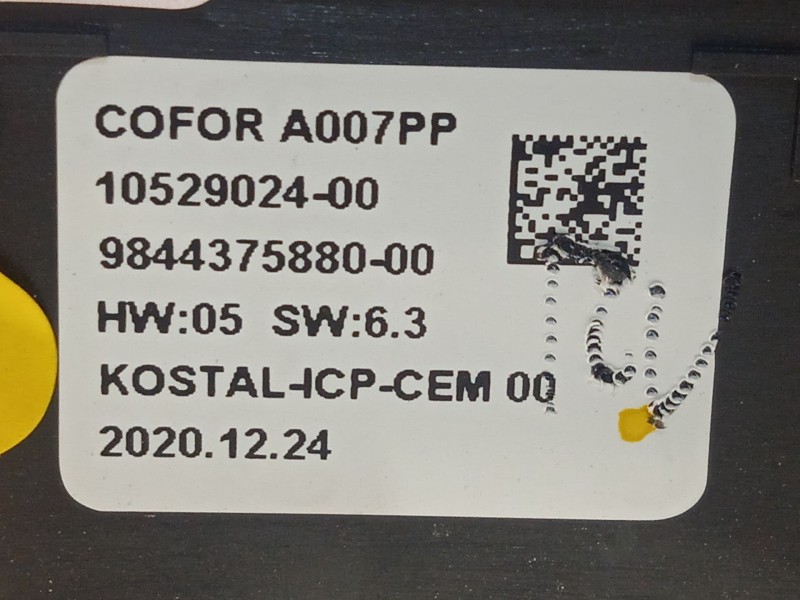 COFOR A007PP
10529024-00
9844375880-00
HW:05 SW:6.3
KOSTAL-ICP-CEM 00
2020.12.24